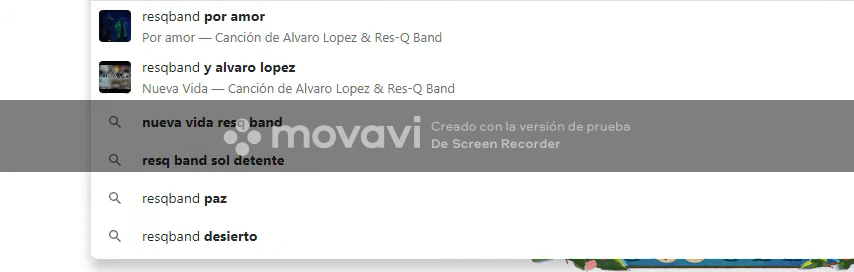 resqband por amor
Por amor — Canción de Alvaro Lopez & Res-Q Band
resqband y alvaro lopez
Nueva Vida — Canción de Alvaro Lopez & Res-Q Band
nueva vida resq band
movavi
Creado con la versión de prueba
De Screen Recorder
resq band sol detente
resqband paz
resqband desierto